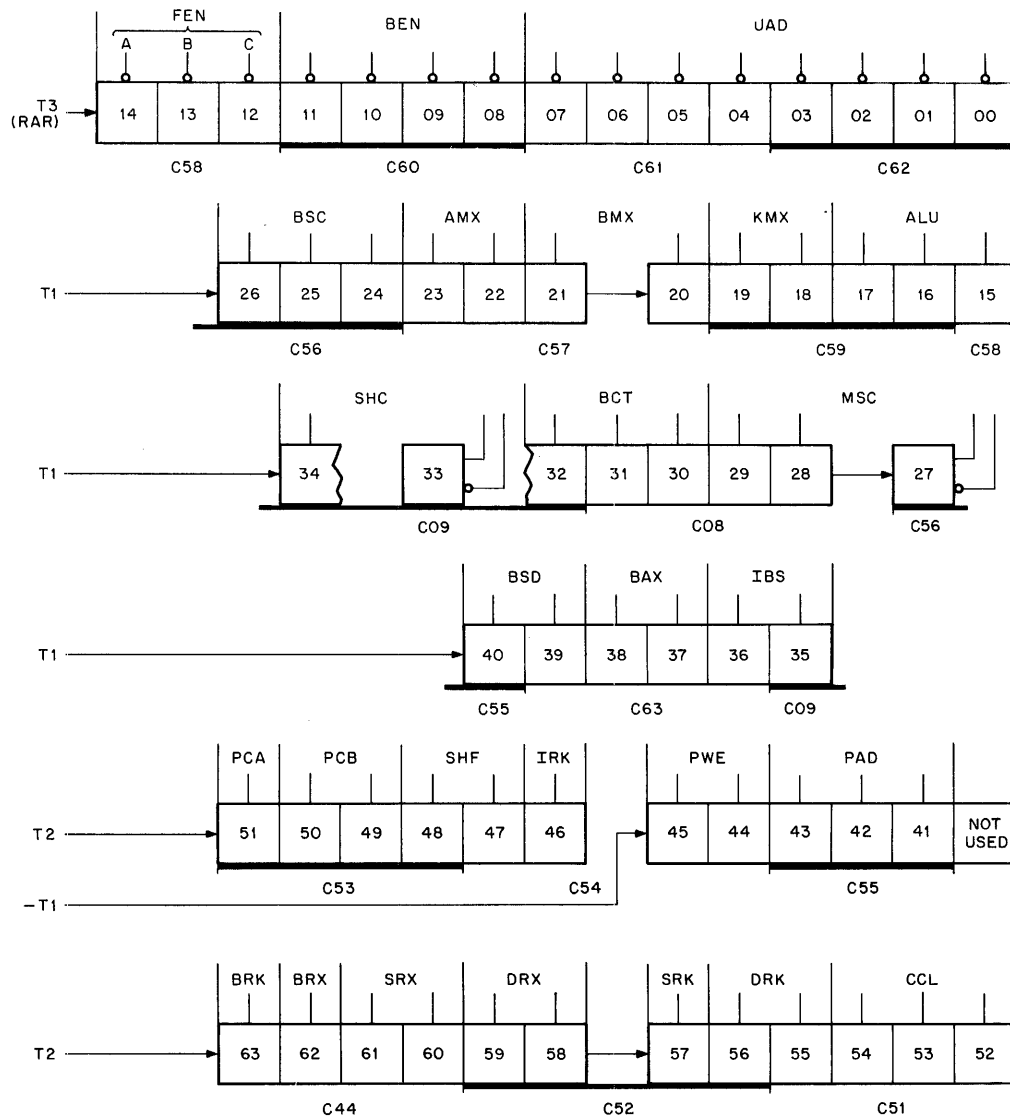 FEN BEN UAD
A B C
T3 14 13 12 11 10 09 08 07 06 05 04 03 02 01 00
(RAR)
C58 C60 C61 C62
BSC AMX BMX KMX ALU
T1 26 25 24 23 22 21 20 19 18 17 16 15
C56 C57 C59 C58
SHC BCT MSC
T1 34 33 32 31 30 29 28 27
C09 C08 C56
BSD BAX IBS
T1 40 39 38 37 36 35
C55 C63 C09
PCA PCB SHF IRK PWE PAD
T2 51 50 49 48 47 46 45 44 43 42 41 NOT
USED
C53 C54 C55
-T1
BRK BRX SRX DRX SRK DRK CCL
T2 63 62 61 60 59 58 57 56 55 54 53 52
C44 C52 C51